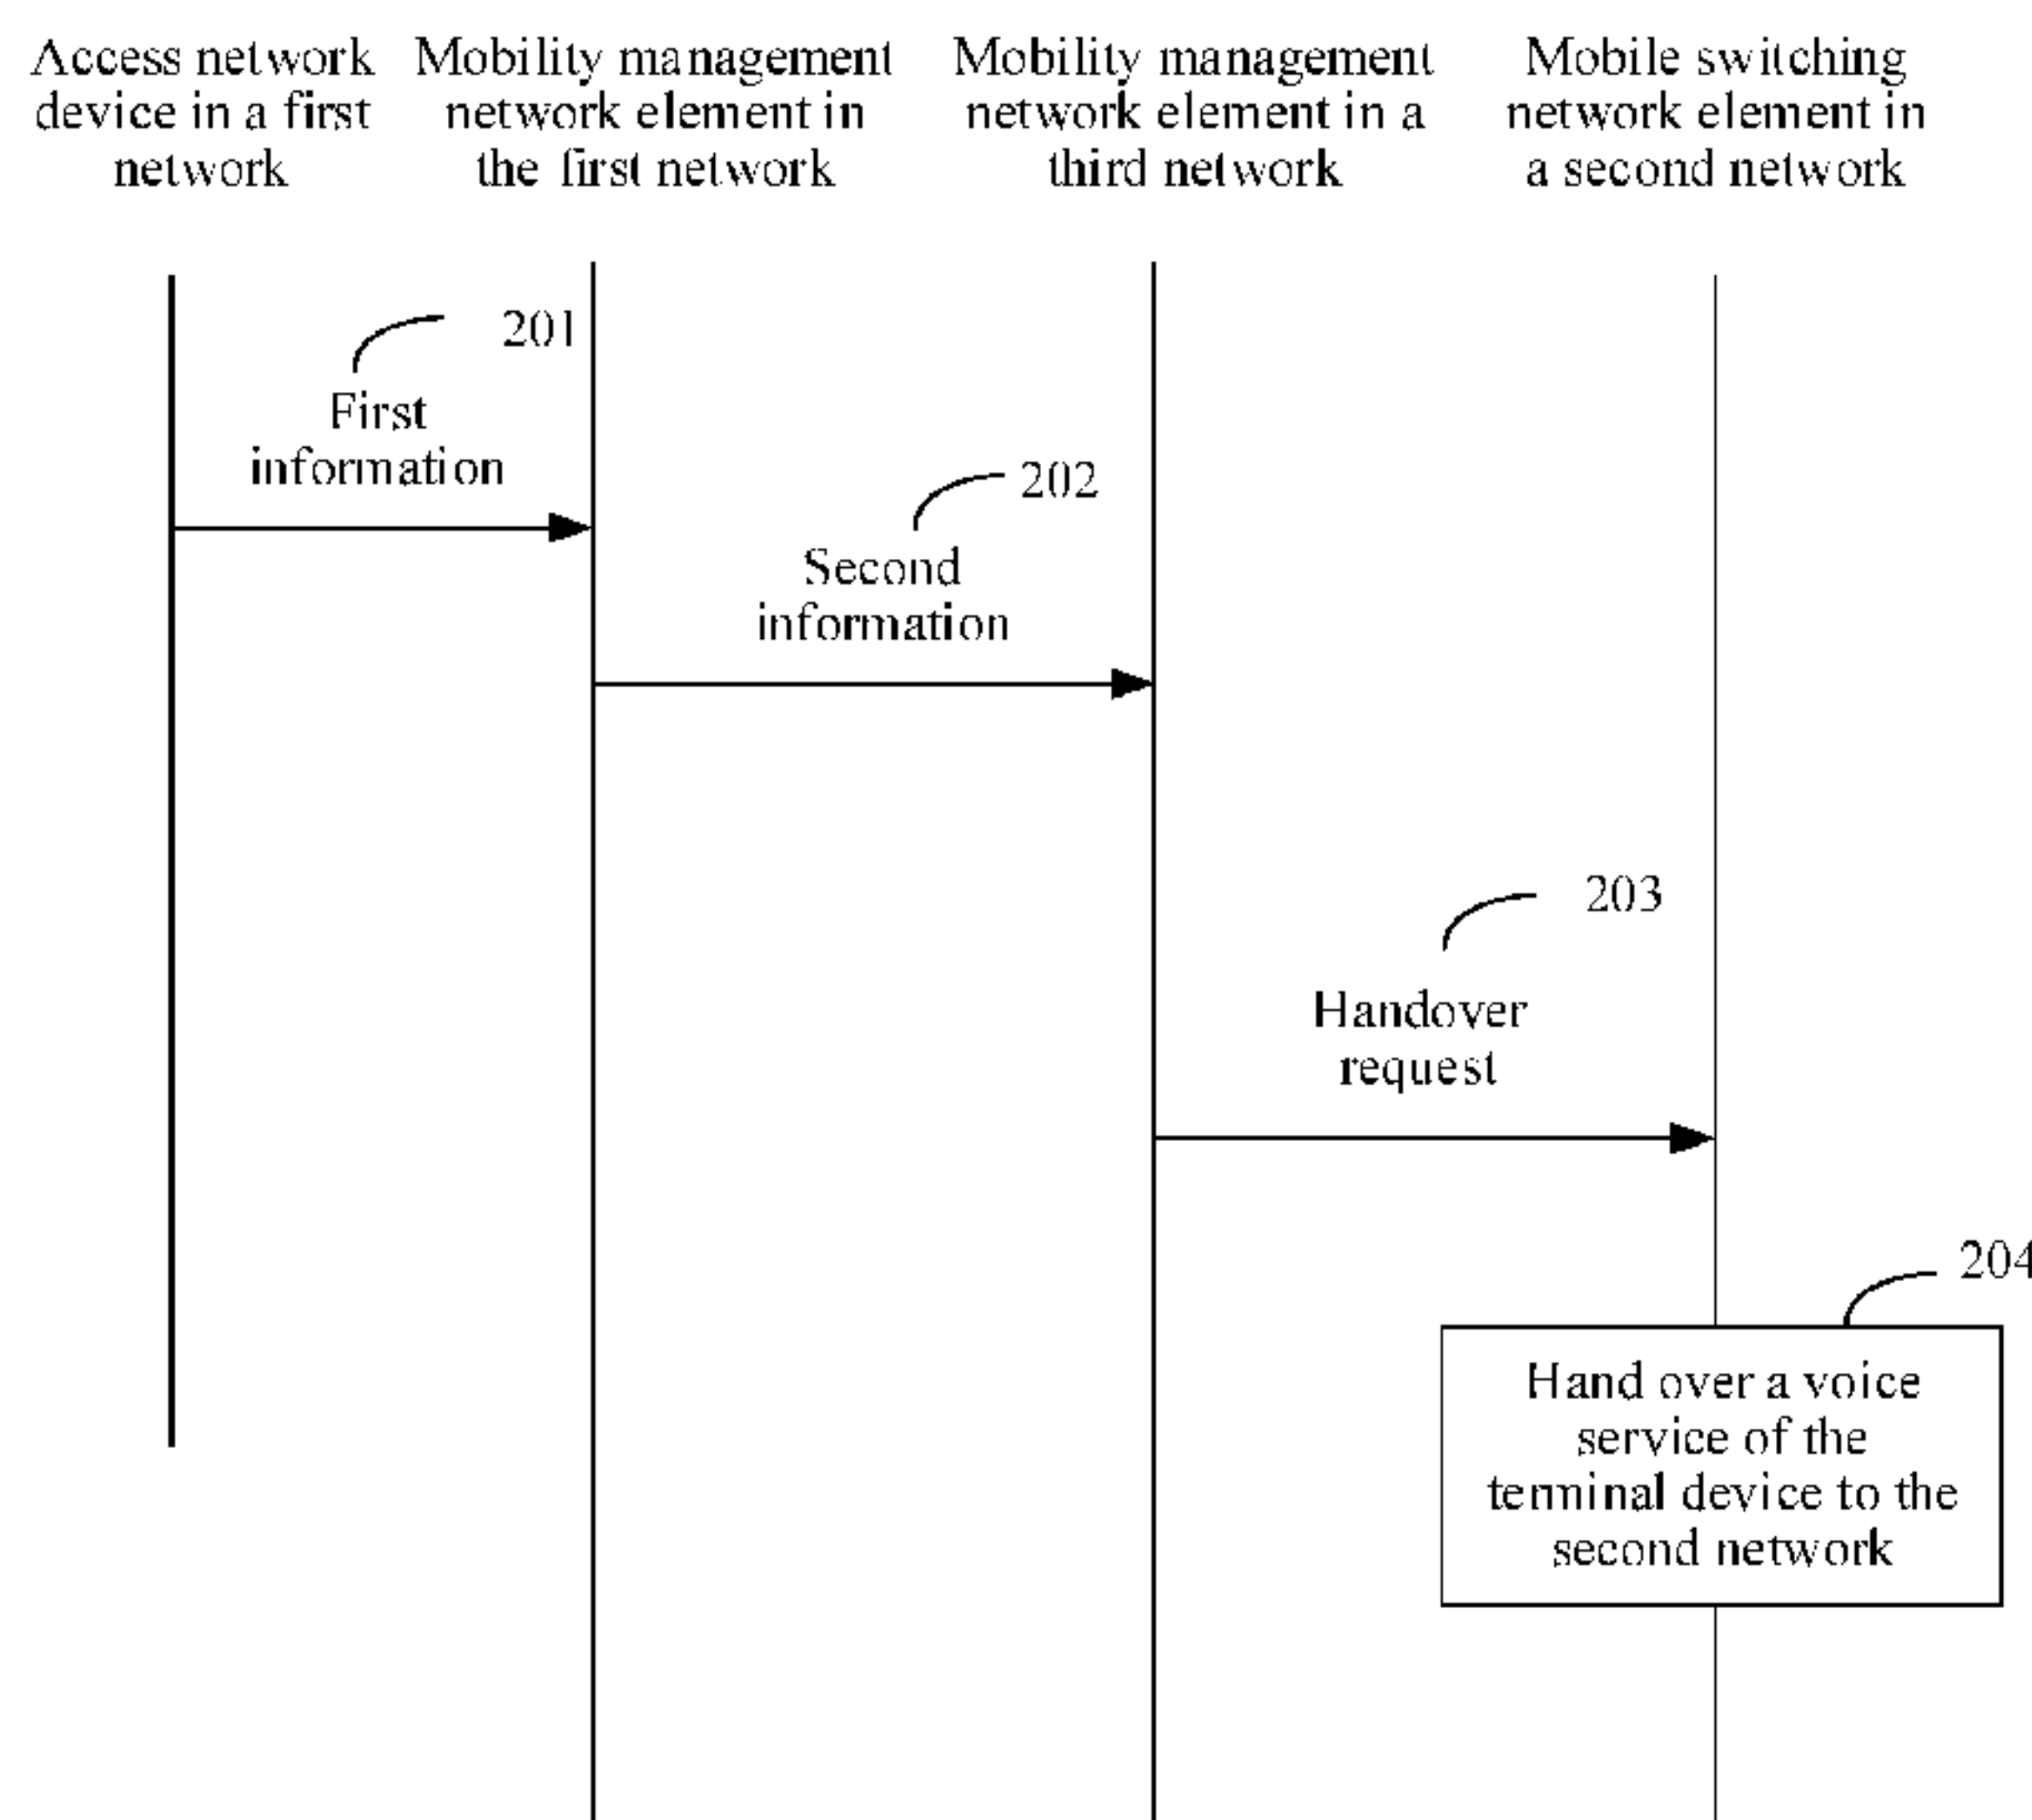 Access network
device in a first
network
Mobility management
network element in
the first network
Mobility management
network element in a
third network
Mobile switching
network element in
a second network
201
First
information
202
Second
information
203
Handover
request
204
Hand over a voice
service of the
terminal device to the
second network